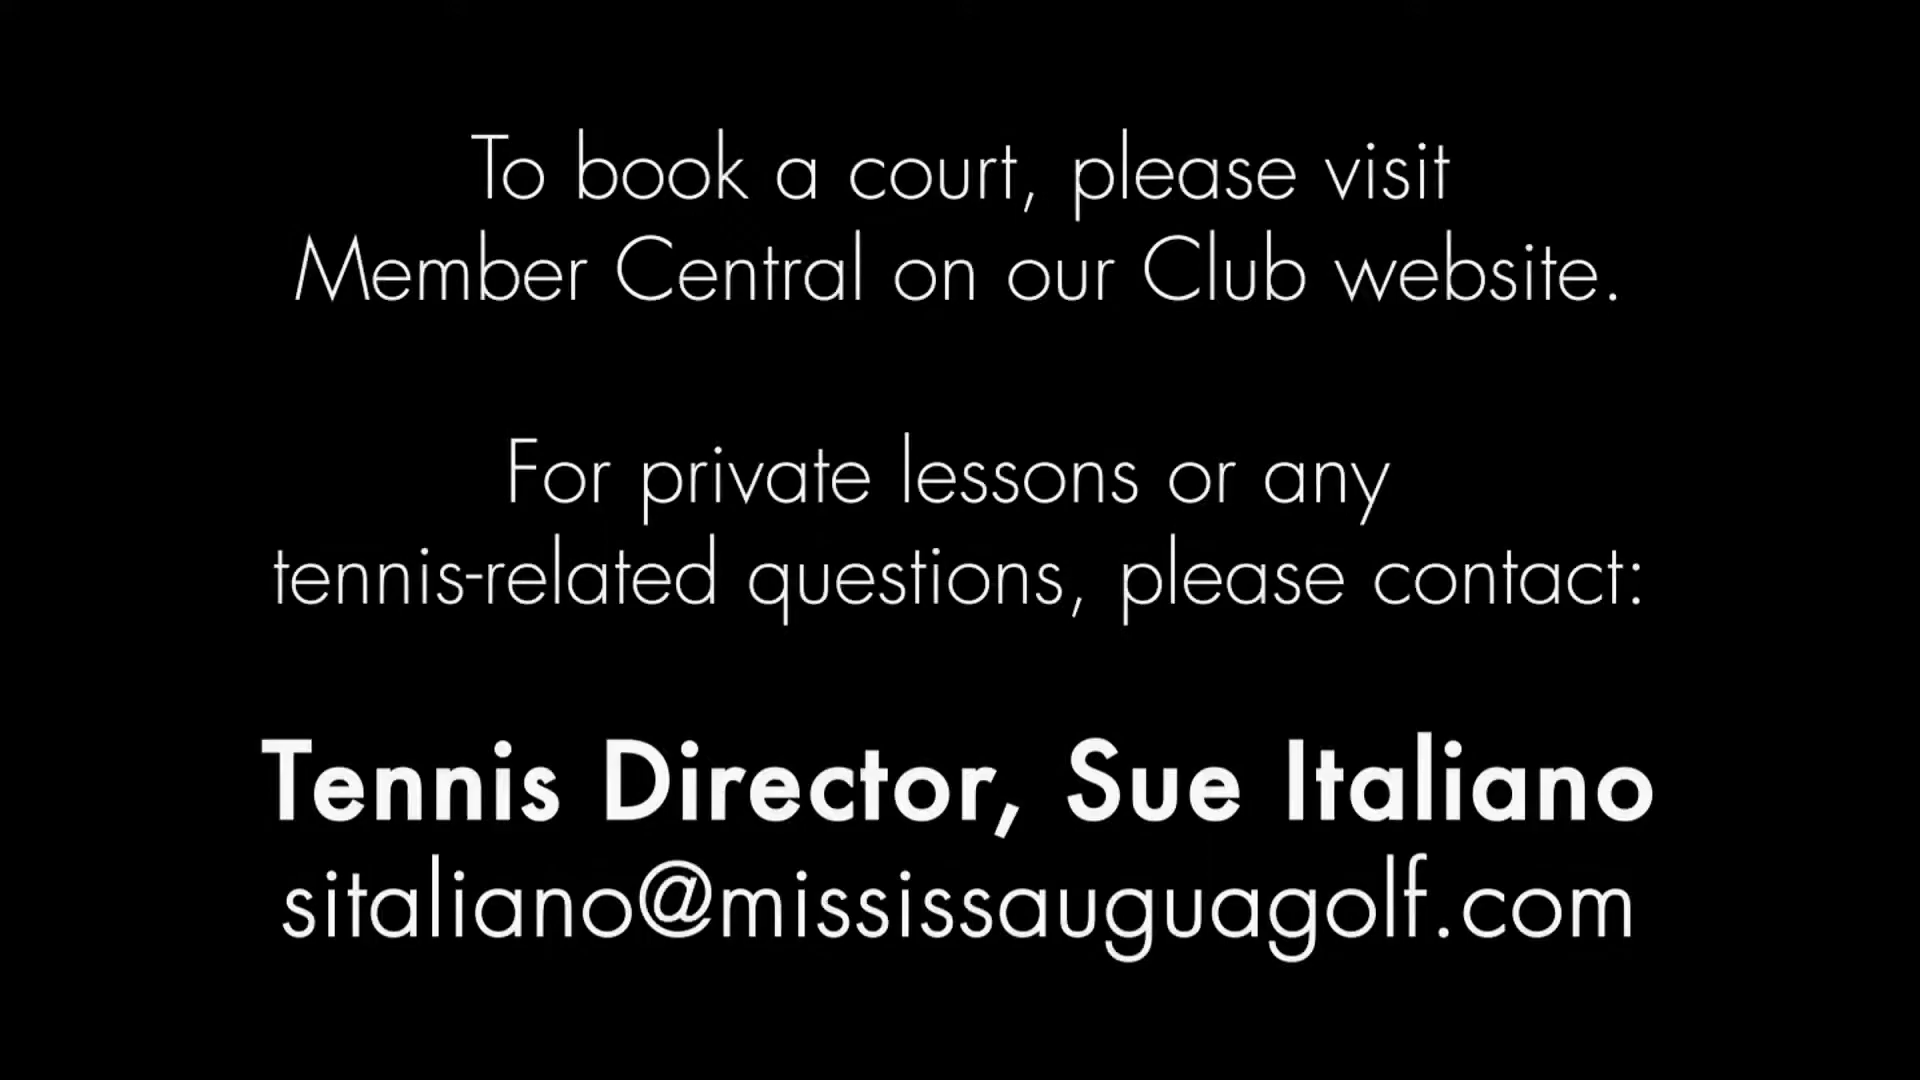 To book a court, please visit
Member Central on our Club website.
For private lessons or any
tennis-related questions, please contact:
Tennis Director, Sue Italiano
sitaliano@mississauguagolf.com